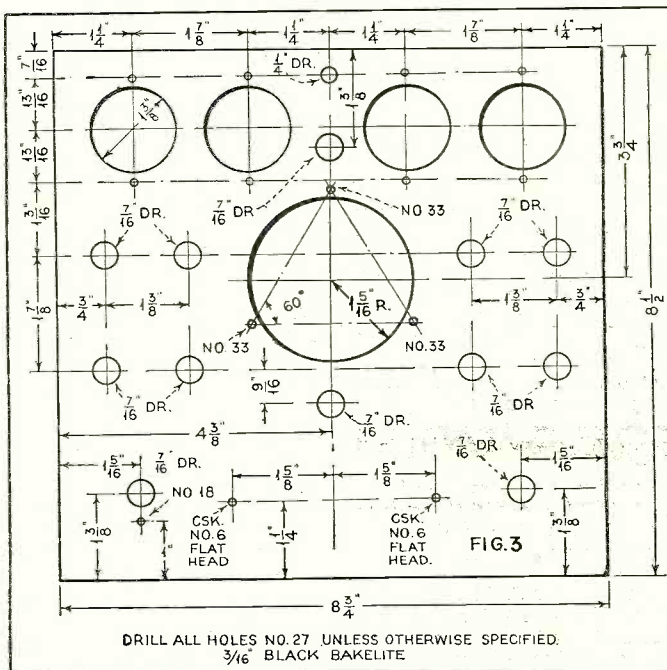 1 1/4" 1 7/8" 1 1/4" 1 1/4" 1 7/8" 1 1/4"
7/16"
1/4" DR.
1 3/8"
13/16"
13/16"
3 3/4"
7/16" DR
NO 33
1 3/16"
7/16" DR.
7/16" DR.
8 1/2"
60°
1 5/16" R.
3/4" 1 3/8"
1 3/8" 3/4"
1 7/8"
NO.33
NO.33
9/16"
7/16" DR.
7/16" DR
7/16" DR.
4 3/8"
1 5/16"
7/16" DR.
1 5/8" 1 5/8"
7/16" DR.
1 5/16"
NO 18
1 3/8"
1"
CSK.
NO.6
FLAT
HEAD
1 1/4"
CSK.
NO.6
FLAT
HEAD.
FIG.3
1 3/8"
8 3/4"
DRILL ALL HOLES NO.27 UNLESS OTHERWISE SPECIFIED.
3/16" BLACK BAKELITE